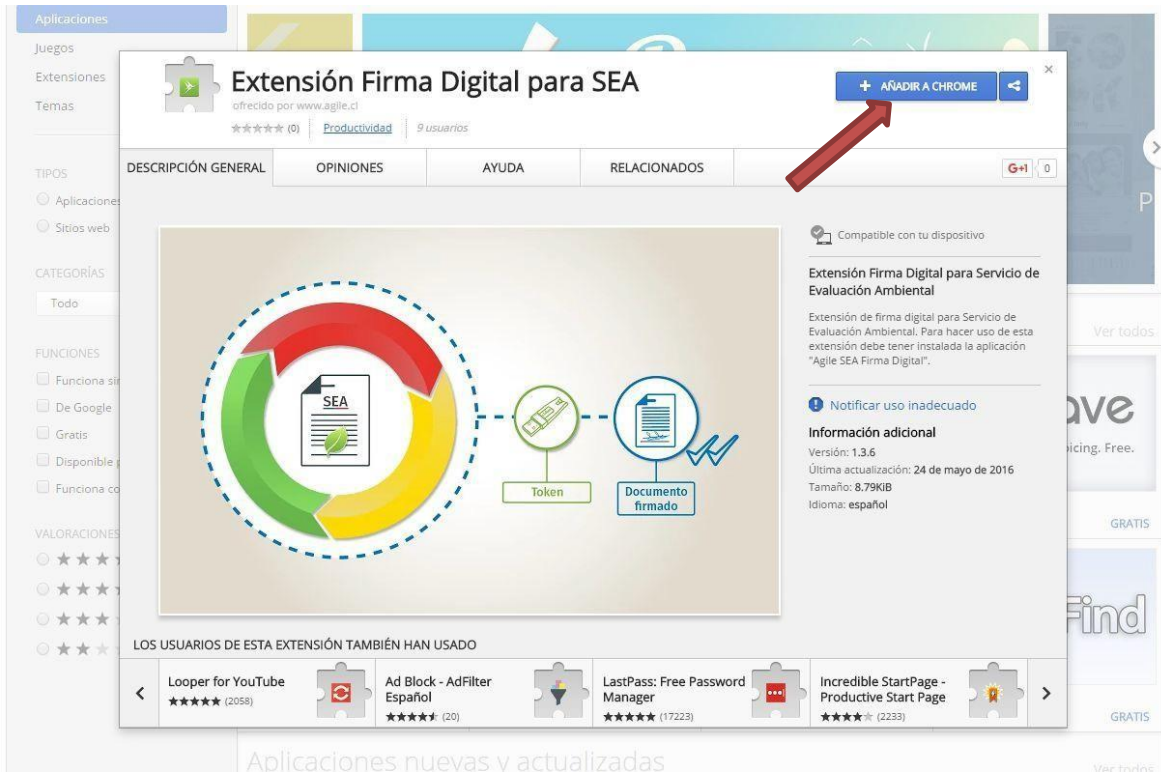 Aplicaciones
Juegos
Extensiones
Temas
TIPOS
Aplicaciones
Sitios web
CATEGORÍAS
Todo
FUNCIONES
Funciona
De Google
Gratis
Disponible
Funciona
VALORACIONES
Extensión Firma Digital para SEA
ofrecido por www.agile.cl
(0) Productividad 9 usuarios
+ AÑADIR A CHROME
×
DESCRIPCIÓN GENERAL OPINIONES AYUDA RELACIONADOS
G+1 0
SEA
Token
Documento
firmado
Compatible con tu dispositivo
Extensión Firma Digital para Servicio de
Evaluación Ambiental
Extensión de firma digital para Servicio de
Evaluación Ambiental. Para hacer uso de esta
extensión debe tener instalada la aplicación
"Agile SEA Firma Digital".
Notificar uso inadecuado
Información adicional
Versión: 1.3.6
Última actualización: 24 de mayo de 2016
Tamaño: 8.79KiB
Idioma: español
LOS USUARIOS DE ESTA EXTENSIÓN TAMBIÉN HAN USADO
Looper for YouTube
★★★★★ (2058)
Ad Block - AdFilter
Español
(20)
LastPass: Free Password
Manager
★★★★★ (17223)
Incredible StartPage -
Productive Start Page
(2233)
P
Ver todos
ave
icing. Free.
GRATIS
Find
GRATIS
Aplicaciones nuevas y actualizadas
Ver todos